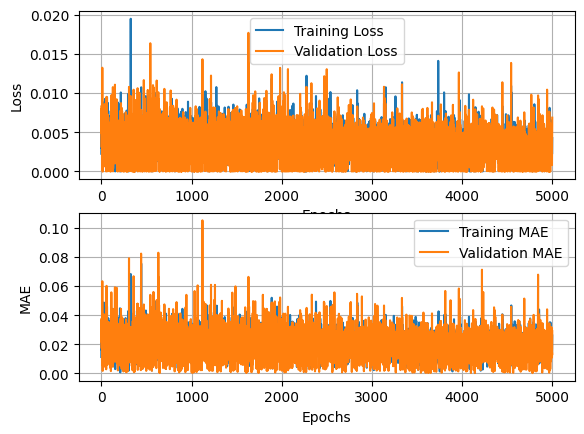 0.020
0.015
0.010
0.005
0.000
Loss
Training Loss
Validation Loss
0 1000 2000 3000 4000 5000
Epochs
0.10
0.08
0.06
0.04
0.02
0.00
MAE
Training MAE
Validation MAE
0 1000 2000 3000 4000 5000
Epochs